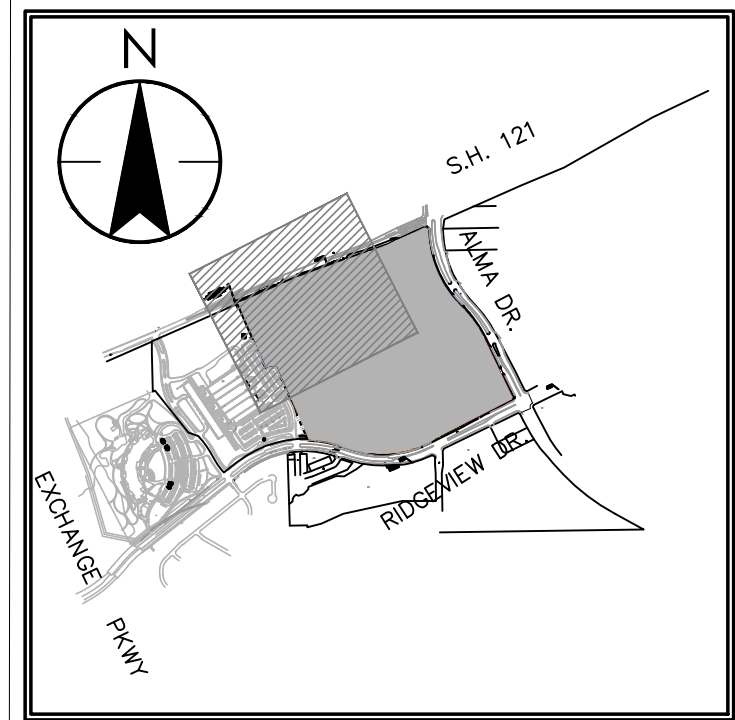 N
S.H. 121
ALMA DR.
RIDGEVIEW DR.
EXCHANGE
PKWY